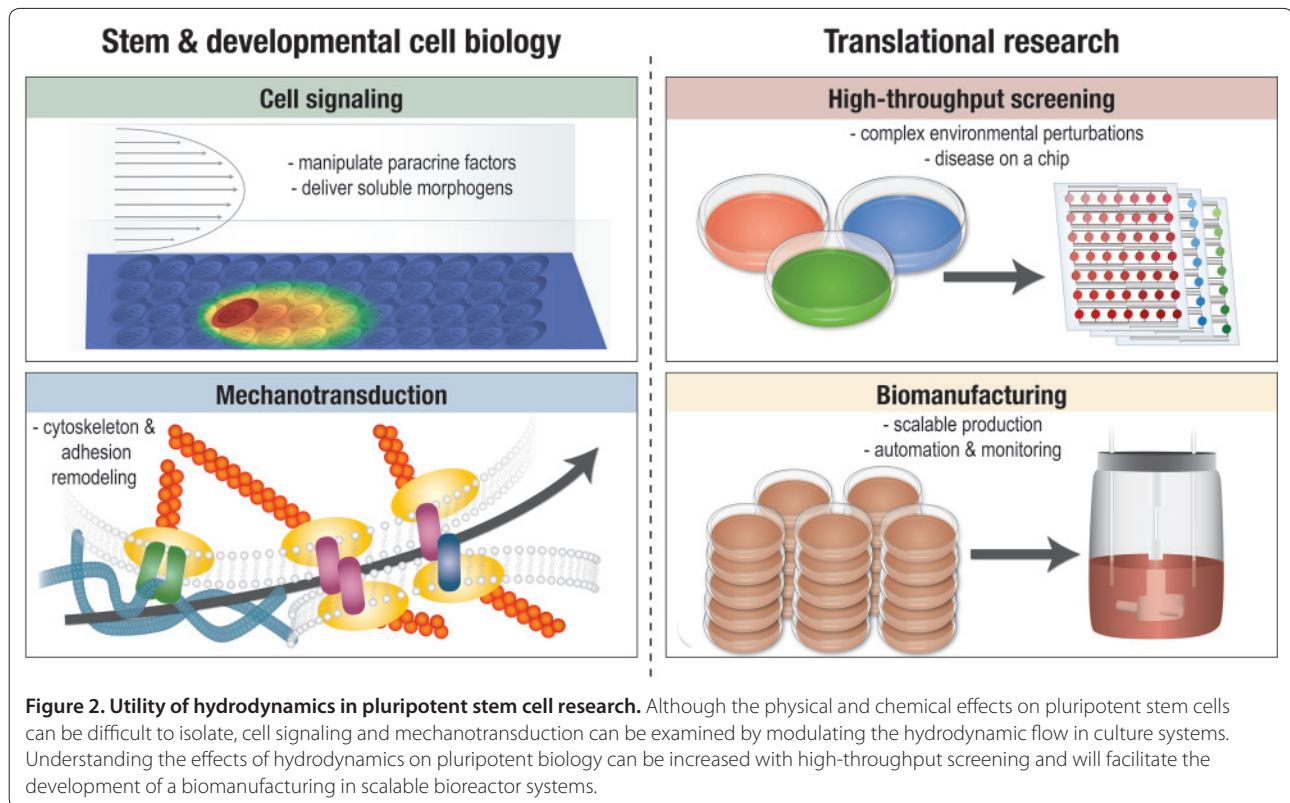 Stem & developmental cell biology
Translational research
Cell signaling
- manipulate paracrine factors
- deliver soluble morphogens
High-throughput screening
- complex environmental perturbations
- disease on a chip
Mechanotransduction
- cytoskeleton &
adhesion
remodeling
Biomanufacturing
- scalable production
- automation & monitoring
Figure 2. Utility of hydrodynamics in pluripotent stem cell research. Although the physical and chemical effects on pluripotent stem cells
can be difficult to isolate, cell signaling and mechanotransduction can be examined by modulating the hydrodynamic flow in culture systems.
Understanding the effects of hydrodynamics on pluripotent biology can be increased with high-throughput screening and will facilitate the
development of a biomanufacturing in scalable bioreactor systems.